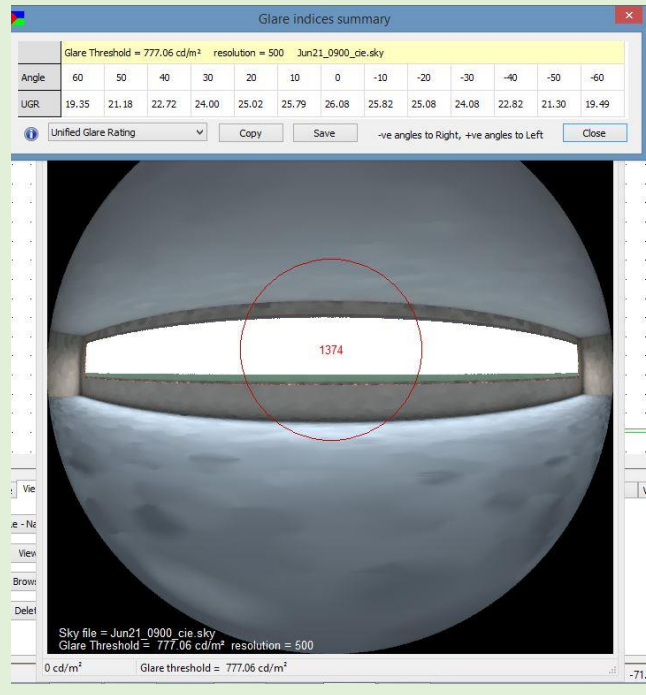 Glare indices summary
Glare Threshold = 777.06 cd/m² resolution = 500 Jun21_0900_cie.sky
Angle 60 50 40 30 20 10 0 -10 -20 -30 -40 -50 -60
UGR 19.35 21.18 22.72 24.00 25.02 25.79 26.08 25.82 25.08 24.08 22.82 21.30 19.49
Unified Glare Rating Copy Save -ve angles to Right, +ve angles to Left Close
1374
Vie
e - Na
View
Brows
Delet
Sky file = Jun21_0900_cie.sky
Glare Threshold = 777.06 cd/m² resolution = 500
0 cd/m² Glare threshold = 777.06 cd/m²
-71.